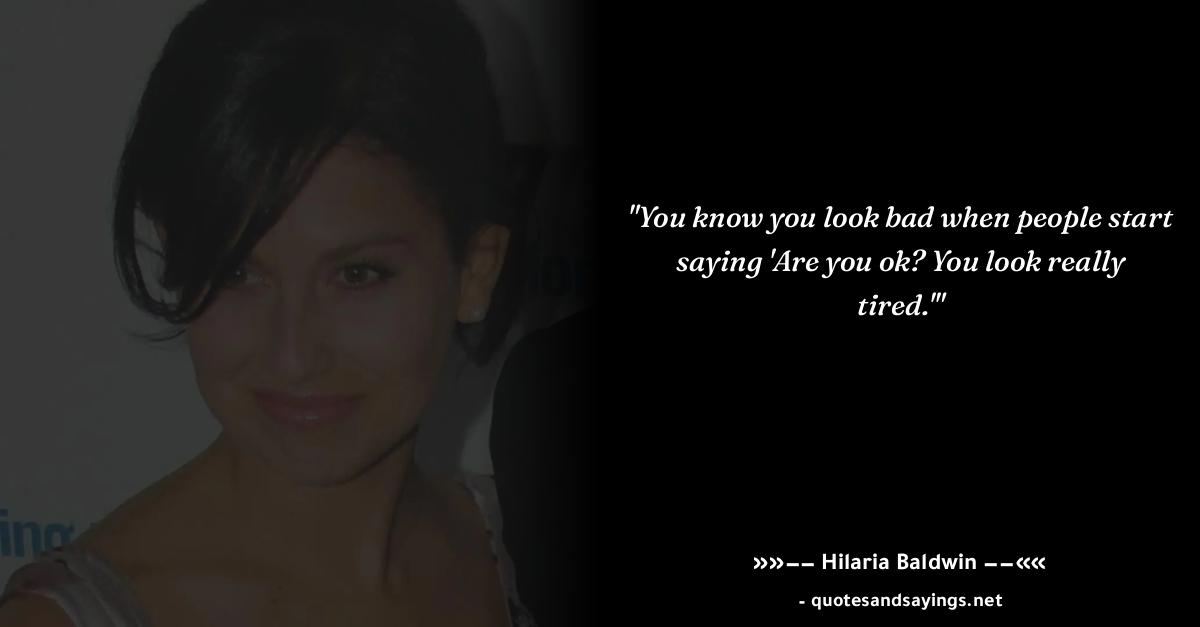 "You know you look bad when people start
saying 'Are you ok? You look really
tired.'"
»»−− Hilaria Baldwin −−««
- quotesandsayings.net
ing